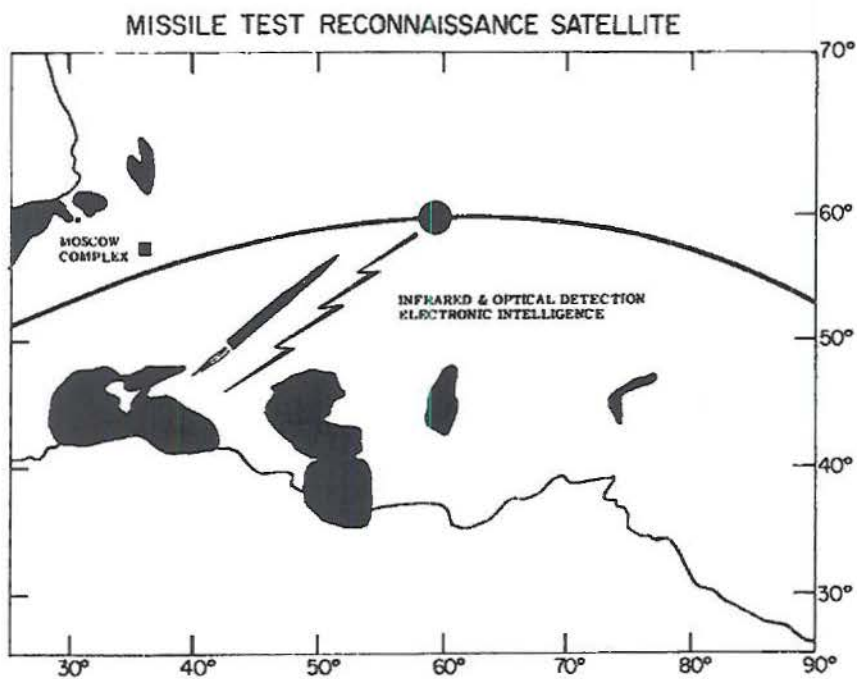 MISSILE TEST RECONNAISSANCE SATELLITE
70°
60°
MOSCOW
COMPLEX
INFRARED & OPTICAL DETECTION
ELECTRONIC INTELLIGENCE
50°
40°
30°
30° 40° 50° 60° 70° 80° 90°